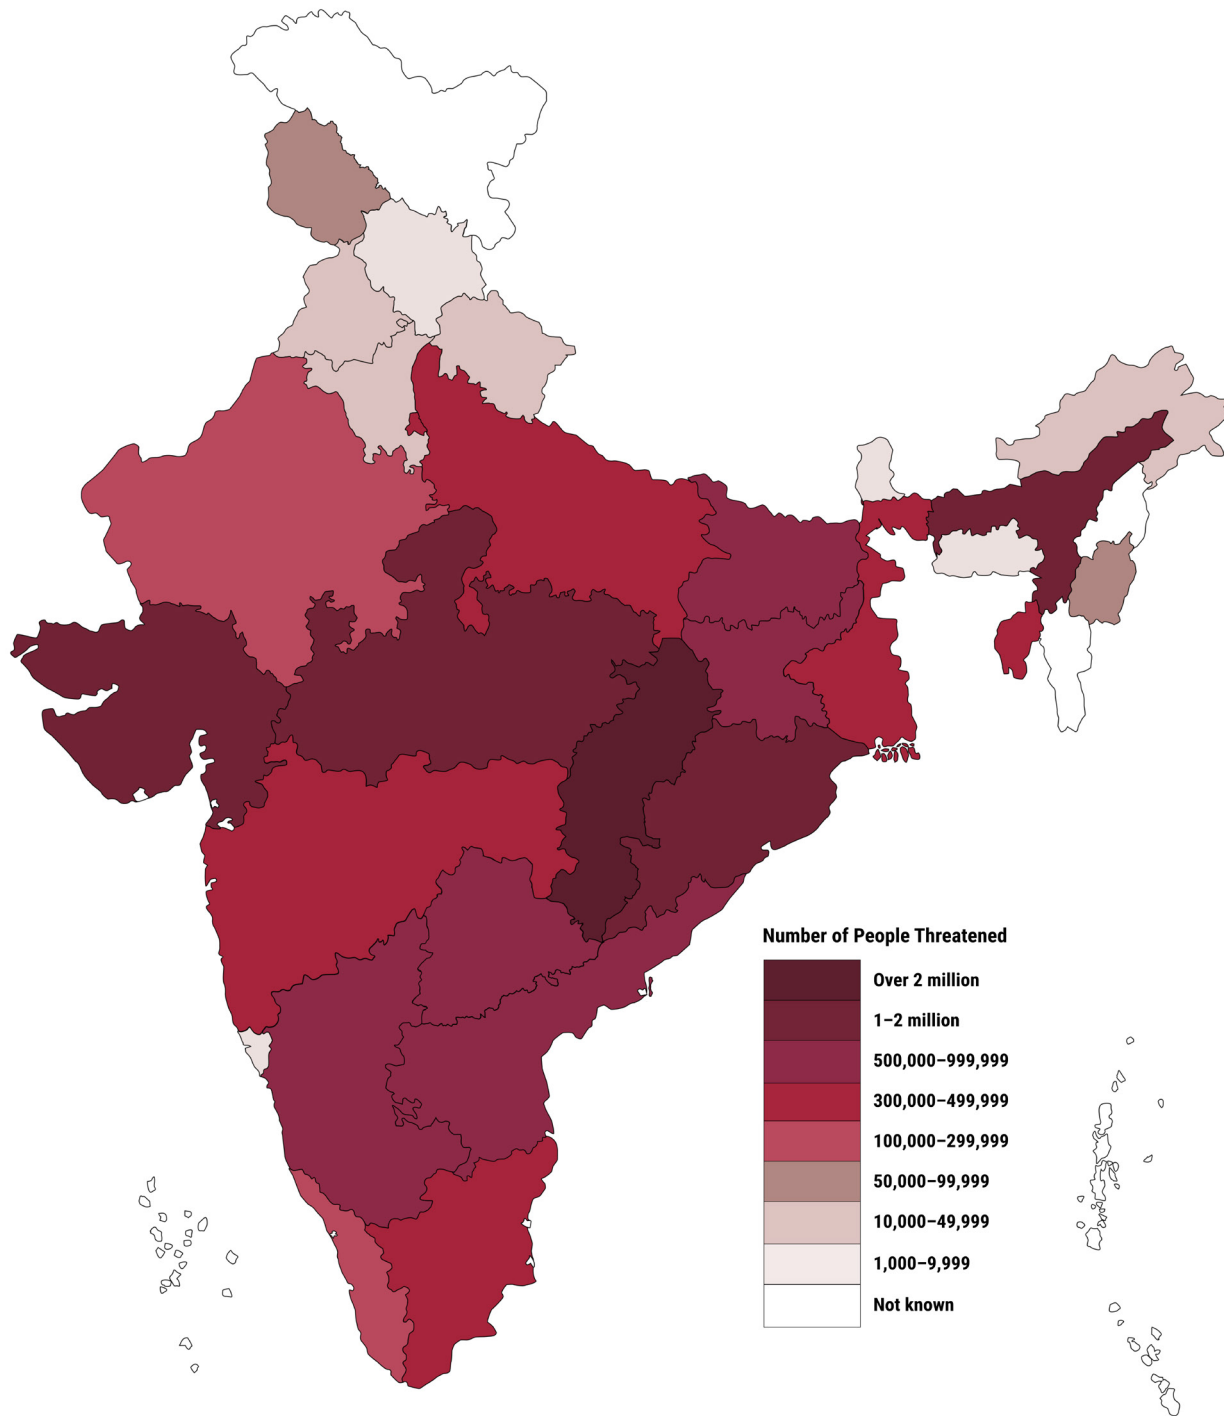 Number of People Threatened
Over 2 million
1–2 million
500,000–999,999
300,000–499,999
100,000–299,999
50,000–99,999
10,000–49,999
1,000–9,999
Not known